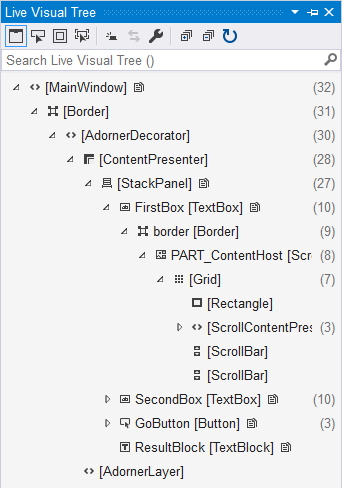 Live Visual Tree
Search Live Visual Tree ()
[MainWindow] (32)
[Border] (31)
[AdornerDecorator] (30)
[ContentPresenter] (28)
[StackPanel] (27)
FirstBox [TextBox] (10)
border [Border] (9)
PART_ContentHost [Scr (8)
[Grid] (7)
[Rectangle]
[ScrollContentPres (3)
[ScrollBar]
[ScrollBar]
SecondBox [TextBox] (10)
GoButton [Button] (3)
ResultBlock [TextBlock]
[AdornerLayer]